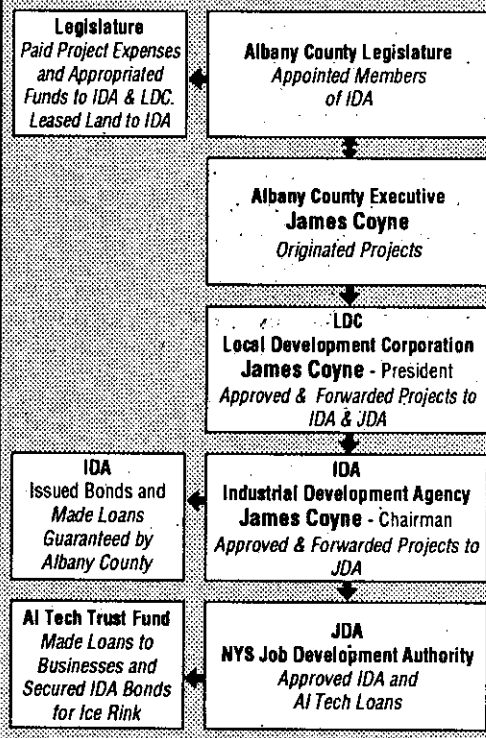 Legislature
Paid Project Expenses
and Appropriated
Funds to IDA & LDC.
Leased Land to IDA
Albany County Legislature
Appointed Members
of IDA
Albany County Executive
James Coyne
Originated Projects
LDC
Local Development Corporation
James Coyne - President
Approved & Forwarded Projects to
IDA & JDA
IDA
Issued Bonds and
Made Loans
Guaranteed by
Albany County
IDA
Industrial Development Agency
James Coyne - Chairman
Approved & Forwarded Projects to
JDA
Al Tech Trust Fund
Made Loans to
Businesses and
Secured IDA Bonds
for Ice Rink
JDA
NYS Job Development Authority
Approved IDA and
Al Tech Loans